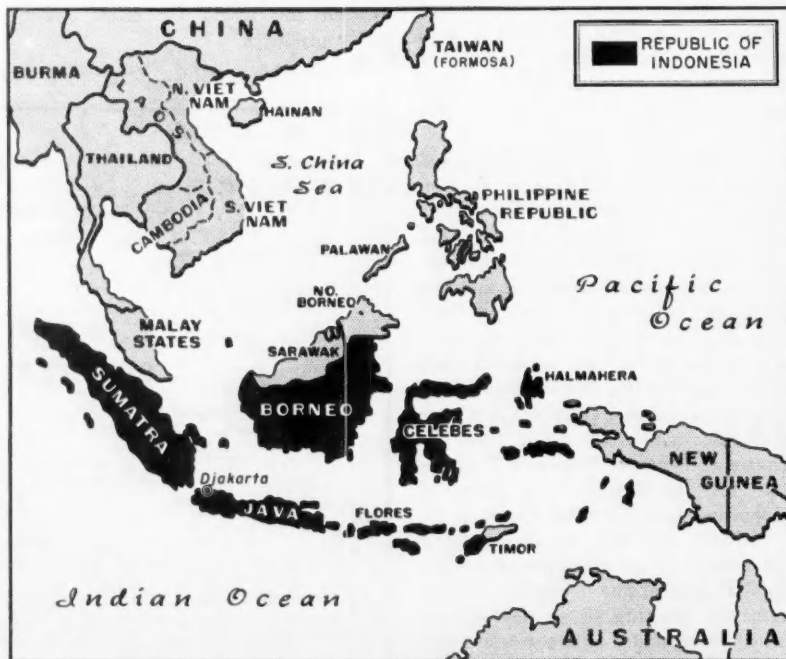 CHINA
TAIWAN
(FORMOSA)
REPUBLIC OF
INDONESIA
BURMA
LAOS
N. VIET
NAM
HAINAN
THAILAND
S. China
Sea
CAMBODIA
S. VIET
NAM
PHILIPPINE
REPUBLIC
PALAWAN
NO.
BORNEO
Pacific
Ocean
MALAY
STATES
SARAWAK
SUMATRA
BORNEO
HALMAHERA
CELEBES
NEW
GUINEA
Djakarta
JAVA
FLORES
TIMOR
Indian Ocean
AUSTRALIA